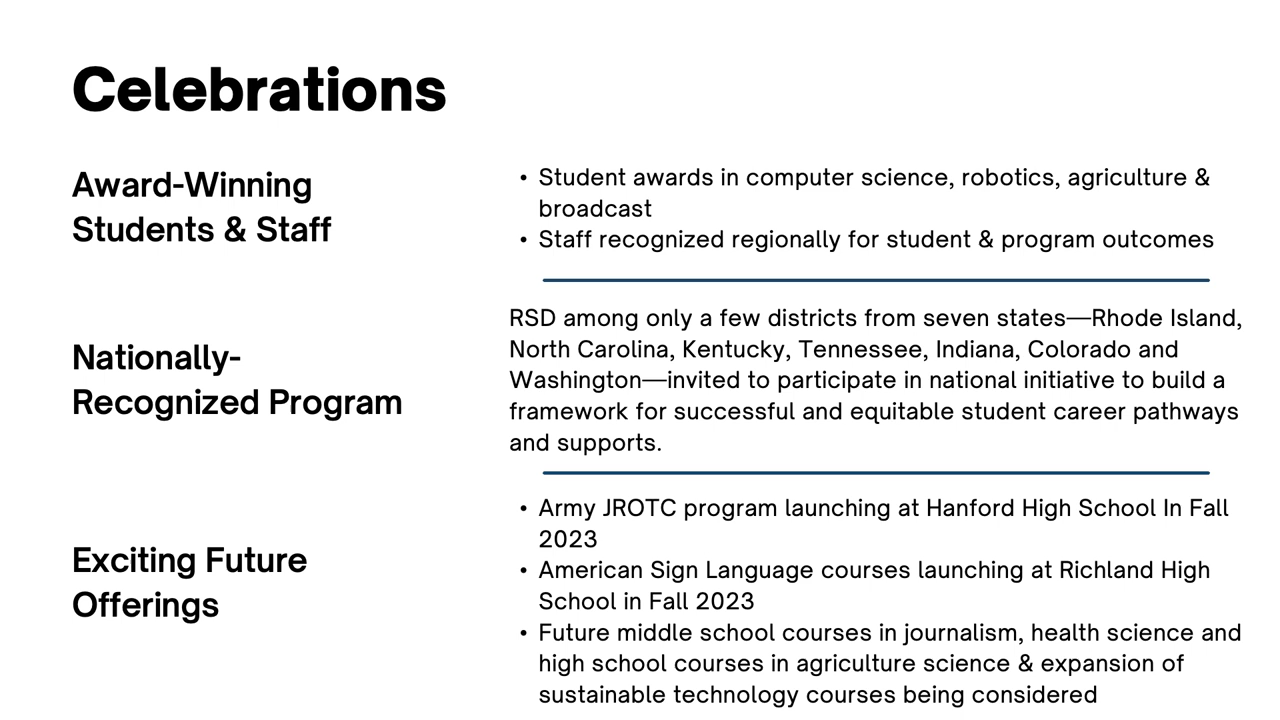 Celebrations
Award-Winning
Students & Staff
• Student awards in computer science, robotics, agriculture &
broadcast
• Staff recognized regionally for student & program outcomes
Nationally-
Recognized Program
RSD among only a few districts from seven states—Rhode Island,
North Carolina, Kentucky, Tennessee, Indiana, Colorado and
Washington—invited to participate in national initiative to build a
framework for successful and equitable student career pathways
and supports.
Exciting Future
Offerings
• Army JROTC program launching at Hanford High School In Fall
2023
• American Sign Language courses launching at Richland High
School in Fall 2023
• Future middle school courses in journalism, health science and
high school courses in agriculture science & expansion of
sustainable technology courses being considered